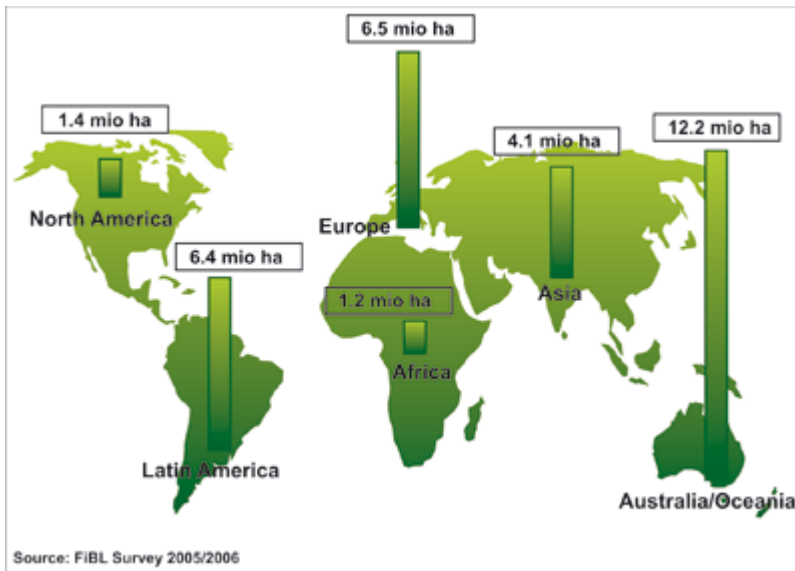 6.5 mio ha
1.4 mio ha
4.1 mio ha
12.2 mio ha
North America
Europe
6.4 mio ha
1.2 mio ha
Asia
Africa
Latin America
Australia/Oceania
Source: FiBL Survey 2005/2006